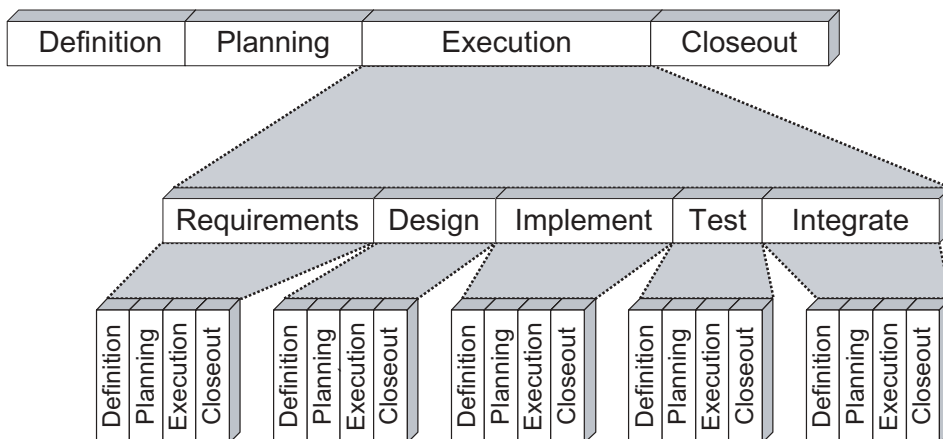 Definition Planning Execution Closeout
Requirements Design Implement Test Integrate
Definition
Planning
Execution
Closeout
Definition
Planning
Execution
Closeout
Definition
Planning
Execution
Closeout
Definition
Planning
Execution
Closeout
Definition
Planning
Execution
Closeout